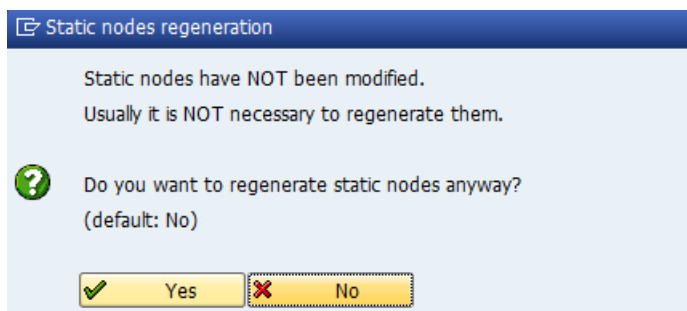 Static nodes regeneration
Static nodes have NOT been modified.
Usually it is NOT necessary to regenerate them.
Do you want to regenerate static nodes anyway?
(default: No)
Yes No